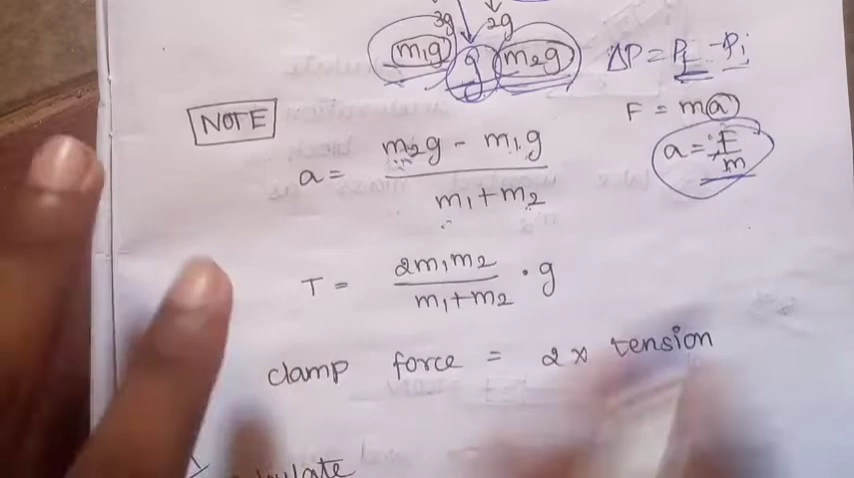 3g 2g
m₁g g m₂g ΔP = Pf - Pi
NOTE F = ma
a = m₂g - m₁g / m₁+m₂ a = F/m
T = 2m₁m₂ / m₁+m₂ · g
clamp force = 2 × tension